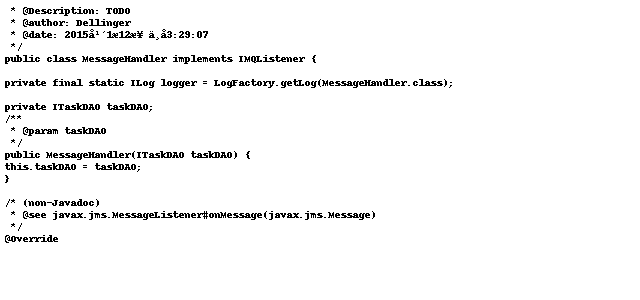 * @Description: TODO
 * @author: Dellinger
 * @date: 2015å¹´1æ12æ¥ ä¸å3:29:07
 */
public class MessageHandler implements IMQListener {
private final static ILog logger = LogFactory.getLog(MessageHandler.class);
private ITaskDAO taskDAO;
/**
 * @param taskDAO
 */
public MessageHandler(ITaskDAO taskDAO) {
this.taskDAO = taskDAO;
}
/* (non-Javadoc)
 * @see javax.jms.MessageListener#onMessage(javax.jms.Message)
 */
@Override